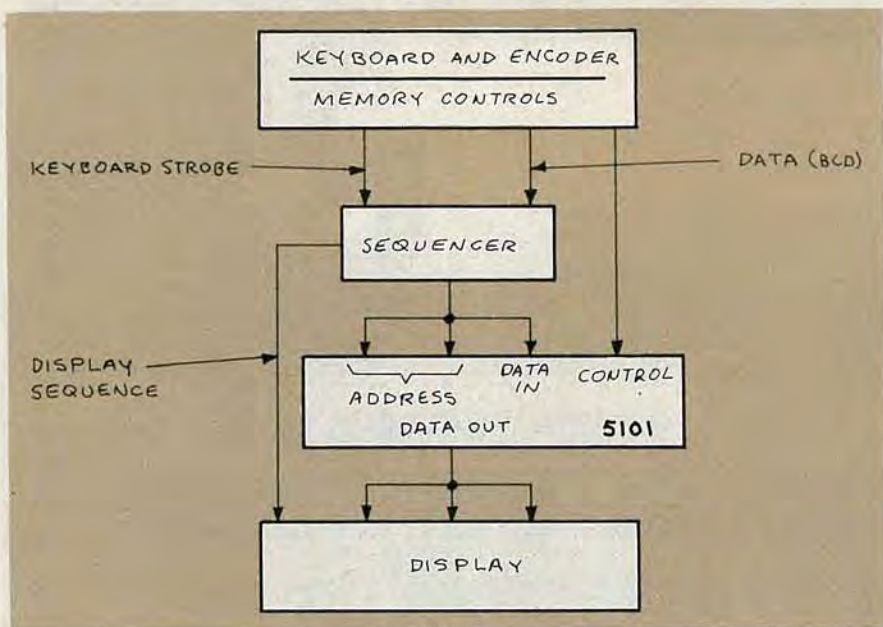 KEYBOARD AND ENCODER
MEMORY CONTROLS
KEYBOARD STROBE
DATA (BCD)
SEQUENCER
DISPLAY
SEQUENCE
ADDRESS
DATA
IN
CONTROL
DATA OUT
5101
DISPLAY